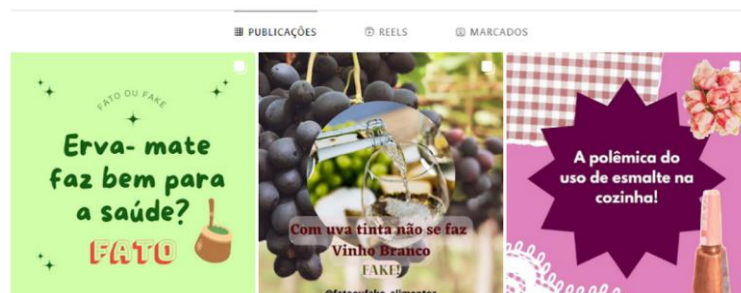 PUBLICAÇÕES
REELS
MARCADOS
FATO OU FAKE
Erva- mate
faz bem para
a saúde?
FATO
Com uva tinta não se faz
Vinho Branco
FAKE!
@fatooufake_alimentos
A polêmica do
uso de esmalte na
cozinha!